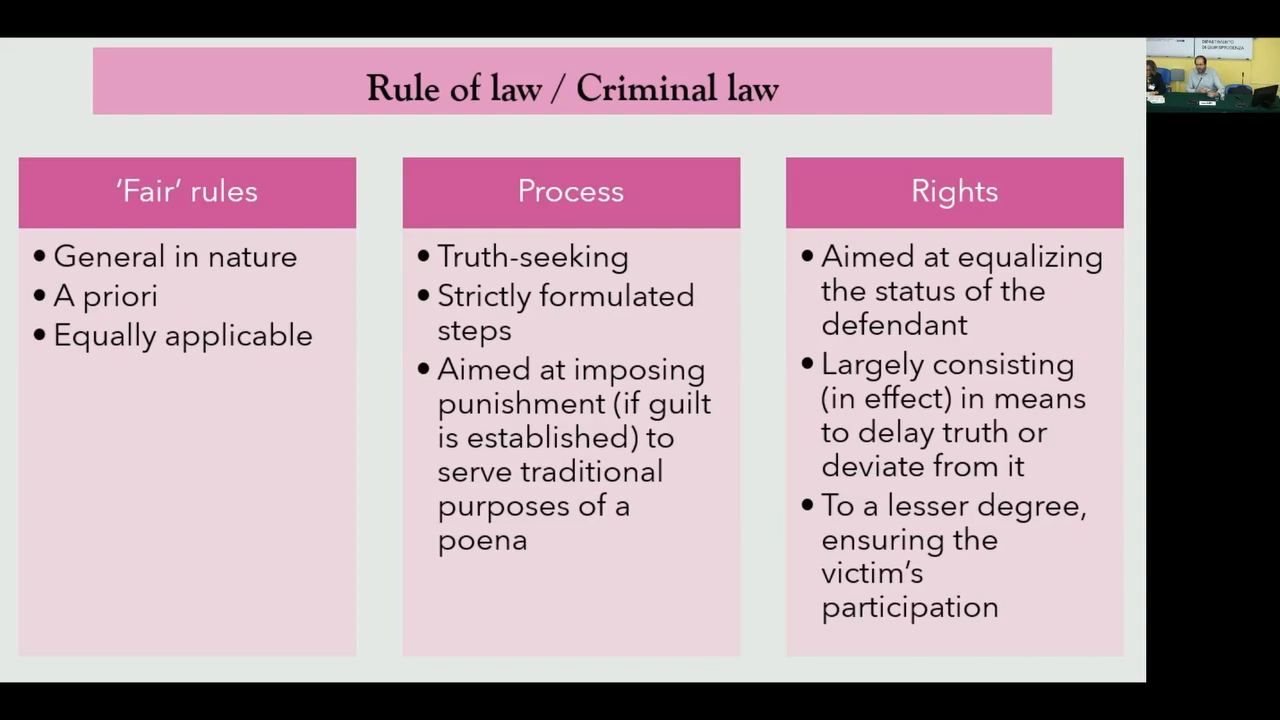 Rule of law / Criminal law
‘Fair’ rules
• General in nature
• A priori
• Equally applicable
Process
• Truth-seeking
• Strictly formulated
steps
• Aimed at imposing
punishment (if guilt
is established) to
serve traditional
purposes of a
poena
Rights
• Aimed at equalizing
the status of the
defendant
• Largely consisting
(in effect) in means
to delay truth or
deviate from it
• To a lesser degree,
ensuring the
victim’s
participation
DIPARTIMENTO
DI GIURISPRUDENZA